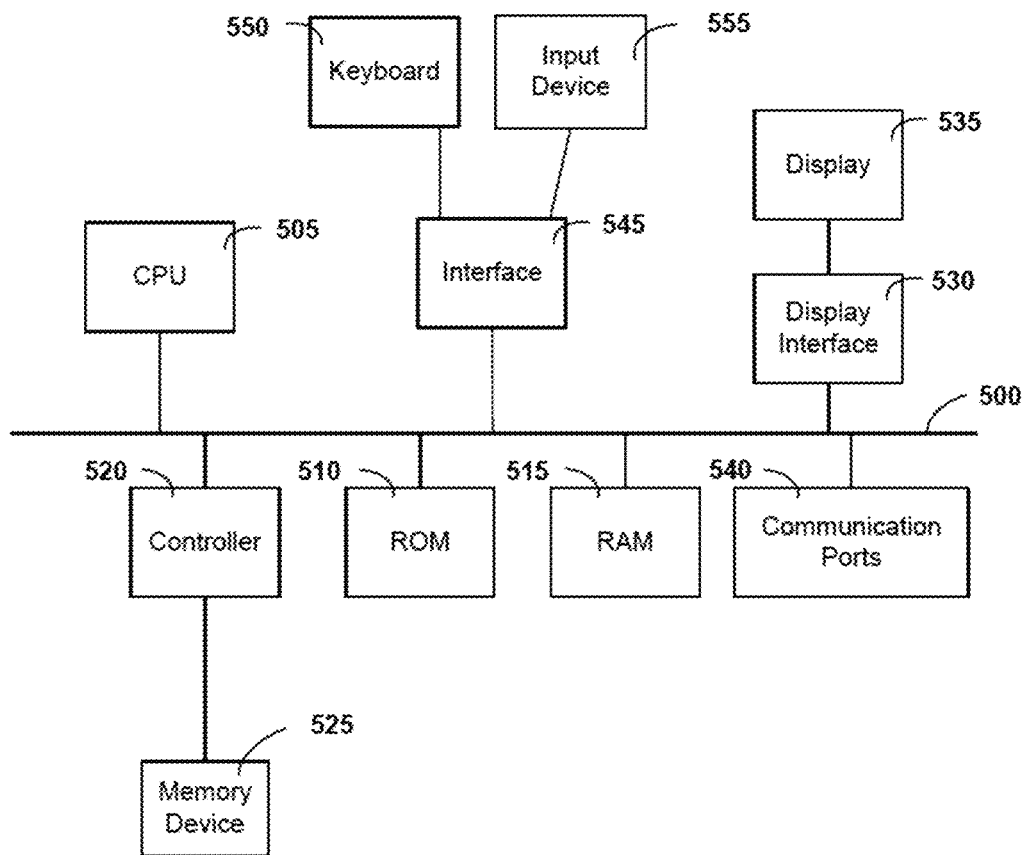 550
Keyboard
555
Input
Device
535
Display
505
CPU
545
Interface
530
Display
Interface
500
520
Controller
510
ROM
515
RAM
540
Communication
Ports
525
Memory
Device